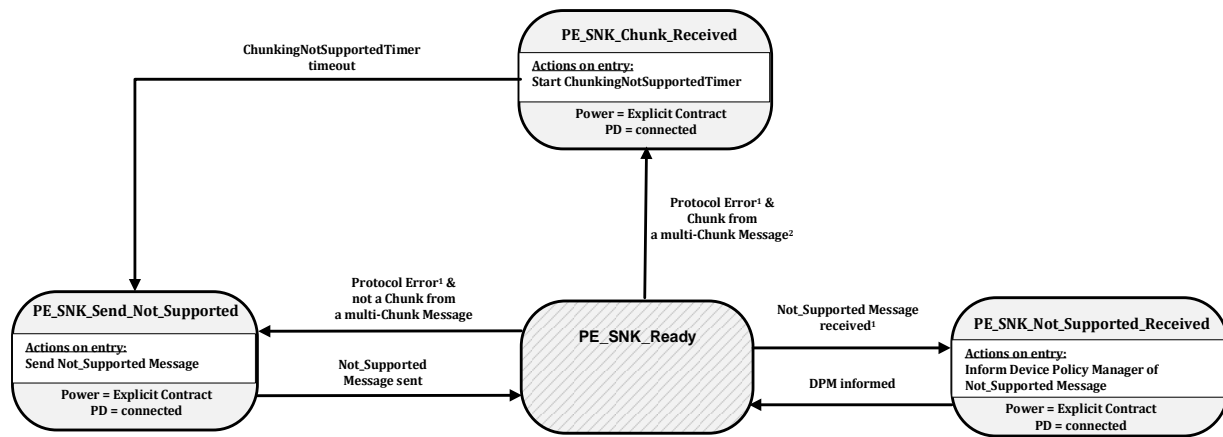 PE_SNK_Chunk_Received
Actions on entry:
Start ChunkingNotSupportedTimer
Power = Explicit Contract
PD = connected
ChunkingNotSupportedTimer
timeout
Protocol Error¹ &
Chunk from
a multi-Chunk Message²
PE_SNK_Send_Not_Supported
Actions on entry:
Send Not_Supported Message
Power = Explicit Contract
PD = connected
Protocol Error¹ &
not a Chunk from
a multi-Chunk Message
Not_Supported
Message sent
PE_SNK_Ready
Not_Supported Message
received¹
DPM informed
PE_SNK_Not_Supported_Received
Actions on entry:
Inform Device Policy Manager of
Not_Supported Message
Power = Explicit Contract
PD = connected